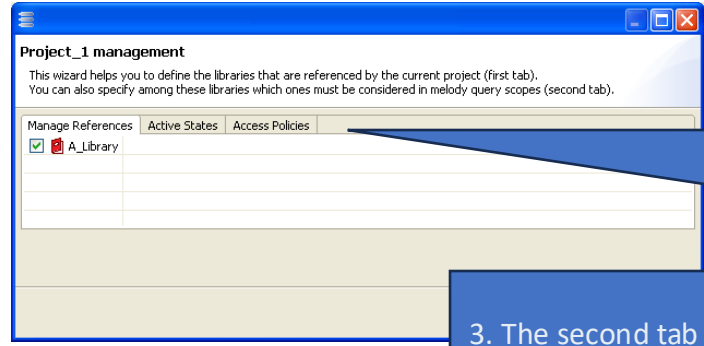 Project_1 management
This wizard helps you to define the libraries that are referenced by the current project (first tab).
You can also specify among these libraries which ones must be considered in melody query scopes (second tab).
Manage References Active States Access Policies
A_Library
3. The second tab